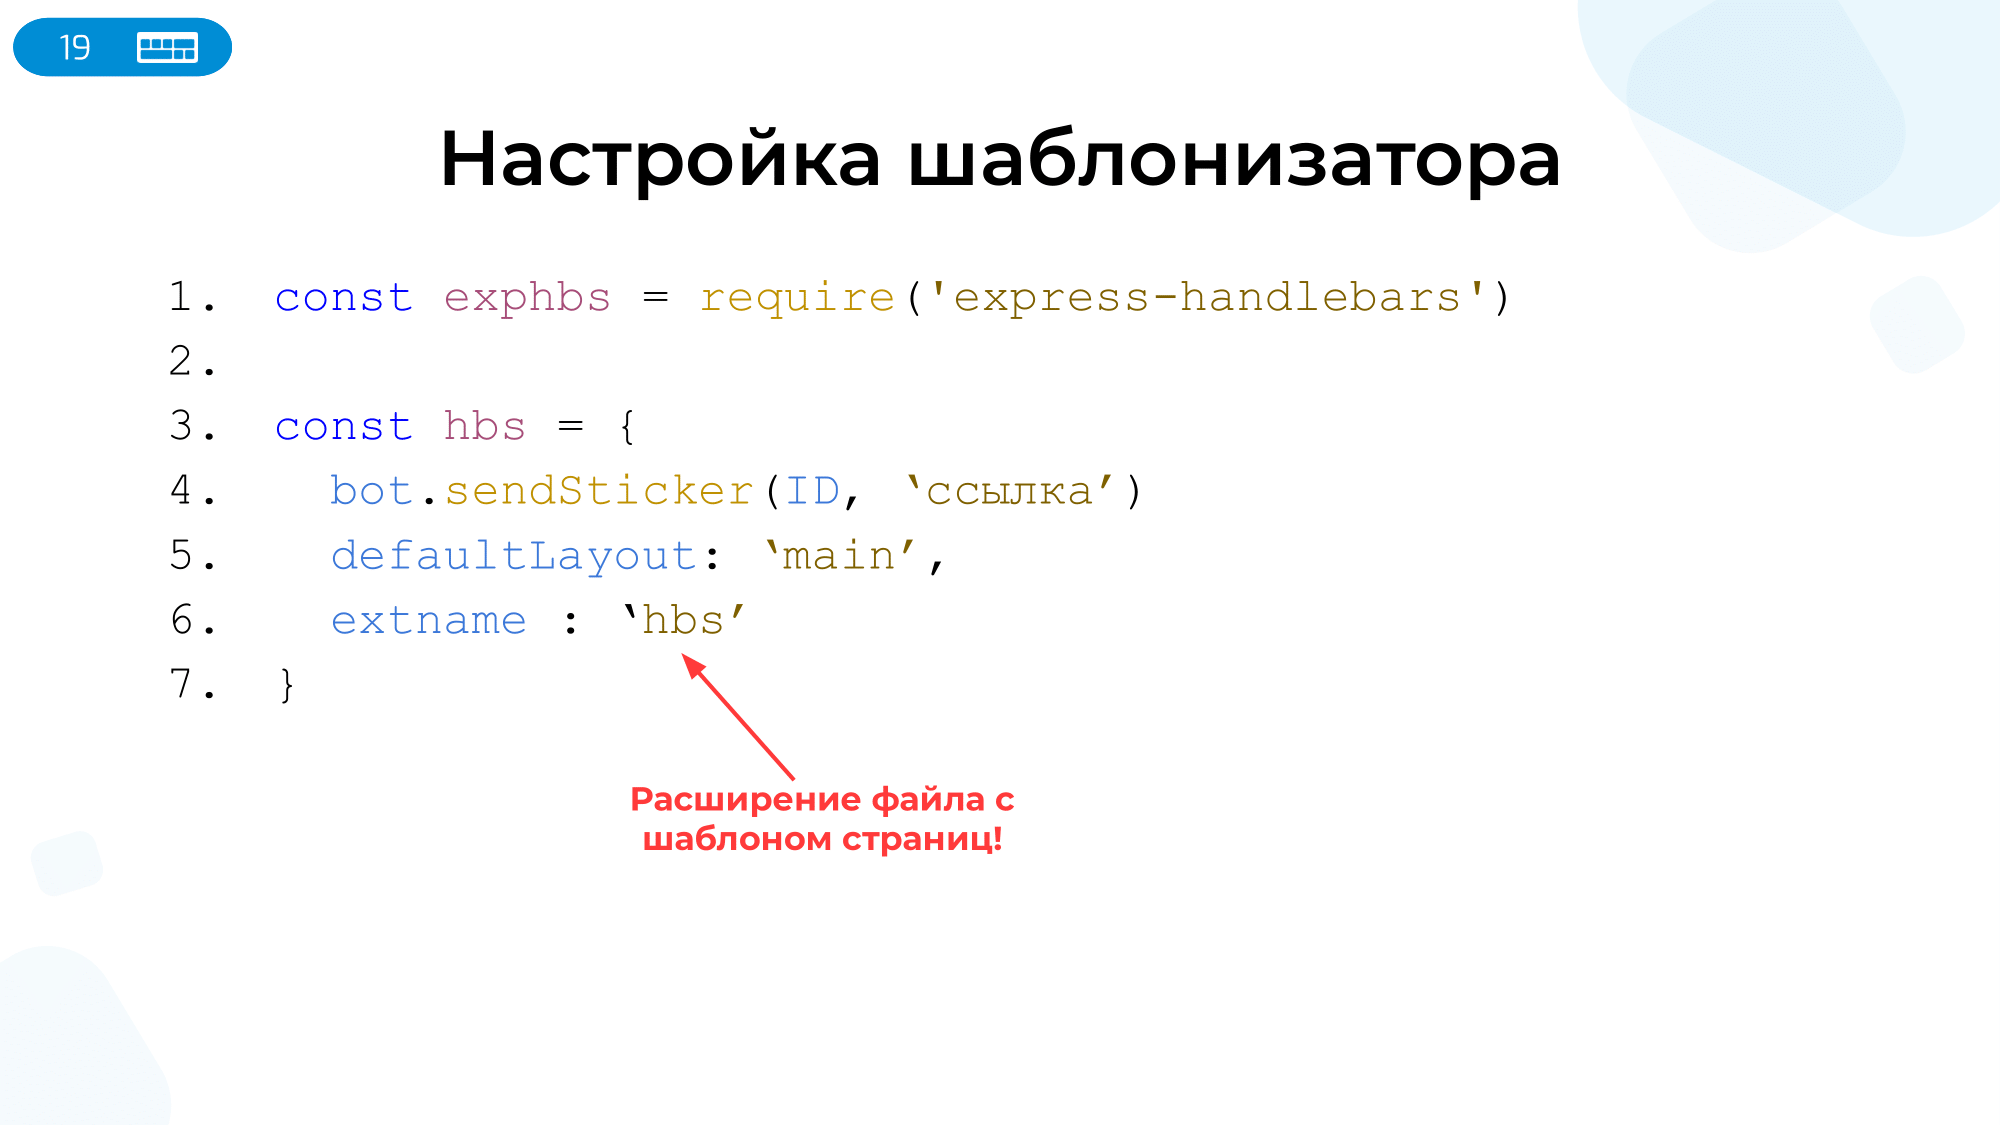 19
Настройка шаблонизатора
1. const exphbs = require('express-handlebars')
2.
3. const hbs = {
4. bot.sendSticker(ID, ‘ссылка’)
5. defaultLayout: ‘main’,
6. extname : ‘hbs’
7. }
Расширение файла с
шаблоном страниц!